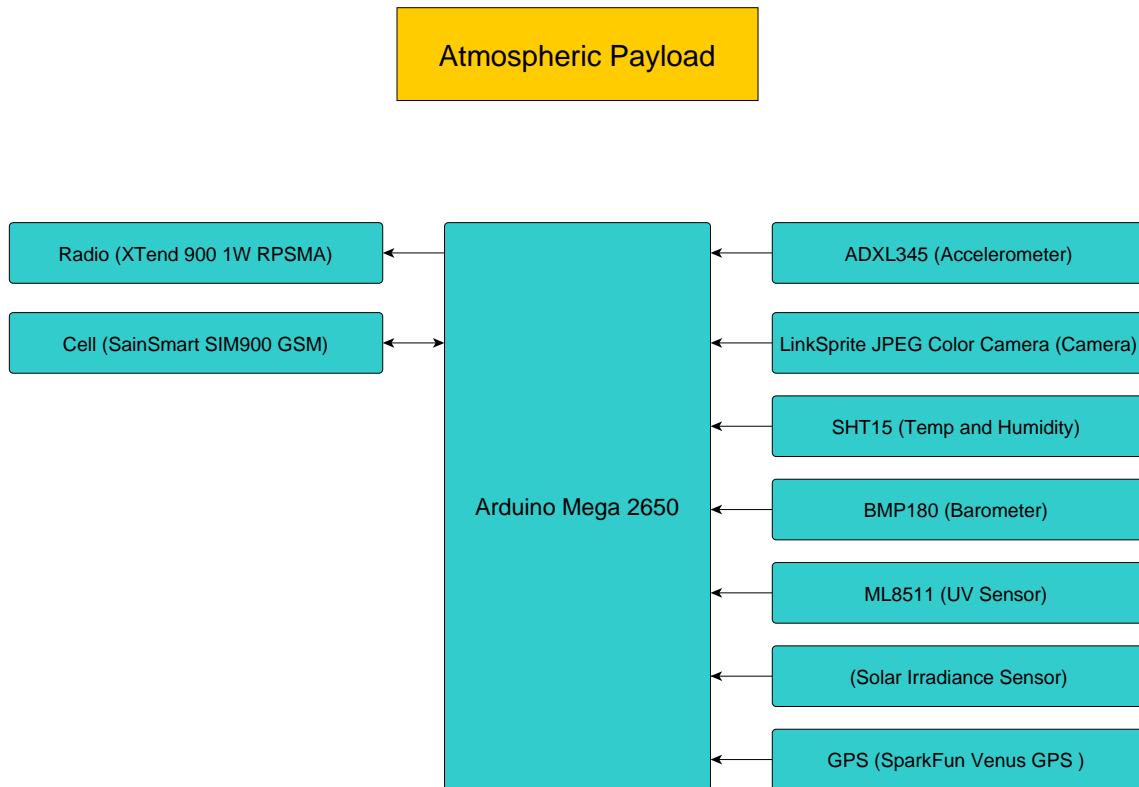 Atmospheric Payload
Radio (XTend 900 1W RPSMA)
Cell (SainSmart SIM900 GSM)
Arduino Mega 2650
ADXL345 (Accelerometer)
LinkSprite JPEG Color Camera (Camera)
SHT15 (Temp and Humidity)
BMP180 (Barometer)
ML8511 (UV Sensor)
(Solar Irradiance Sensor)
GPS (SparkFun Venus GPS )